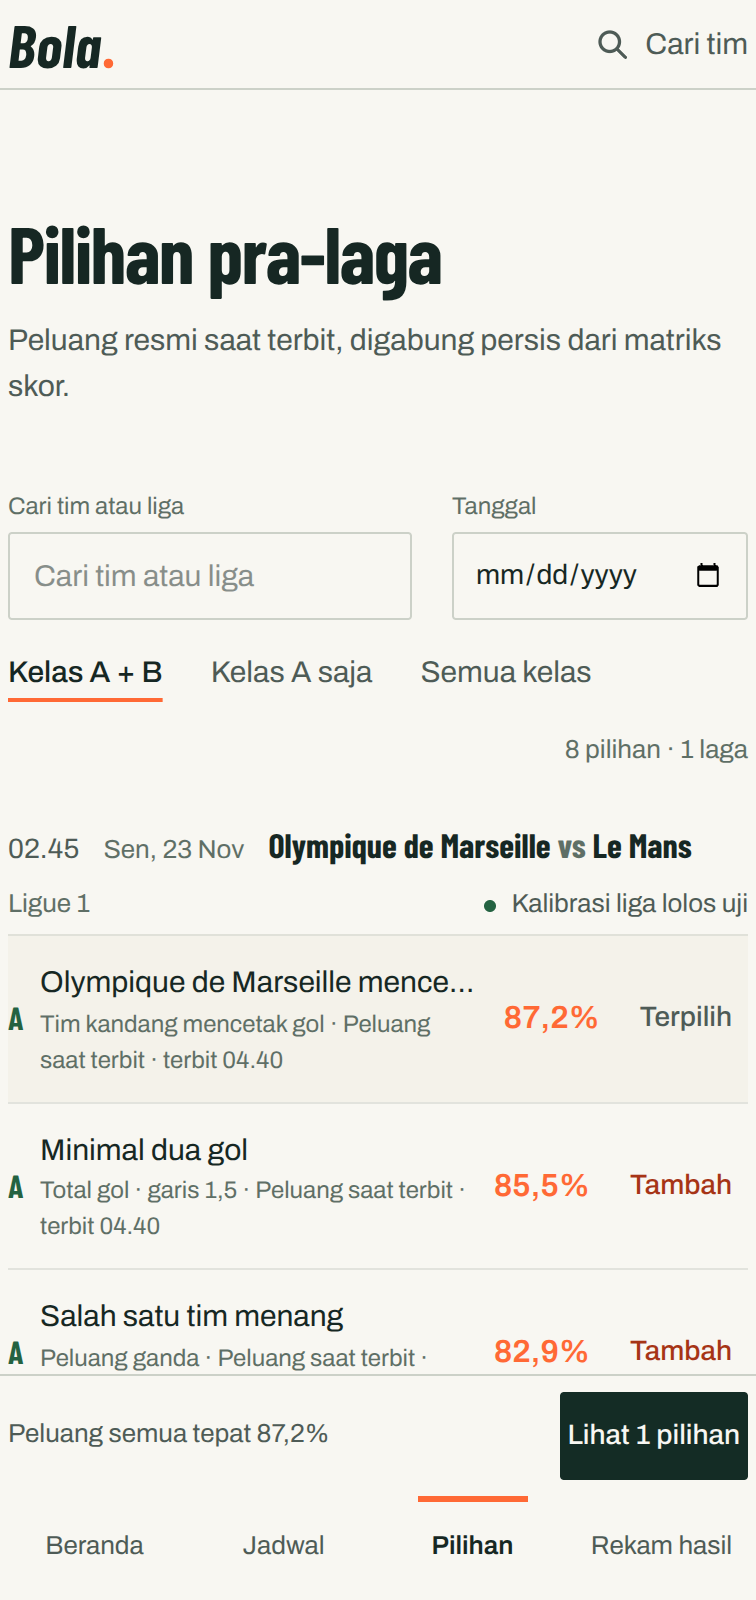 Bola.
Cari tim
Pilihan pra-laga
Peluang resmi saat terbit, digabung persis dari matriks
skor.
Cari tim atau liga
Tanggal
Cari tim atau liga
mm/dd/yyyy
Kelas A + B
Kelas A saja
Semua kelas
8 pilihan · 1 laga
02.45 Sen, 23 Nov Olympique de Marseille vs Le Mans
Ligue 1
Kalibrasi liga lolos uji
Olympique de Marseille mence...
A
Tim kandang mencetak gol · Peluang
saat terbit · terbit 04.40
87,2%
Terpilih
Minimal dua gol
A
Total gol · garis 1,5 · Peluang saat terbit ·
terbit 04.40
85,5%
Tambah
Salah satu tim menang
A
Peluang ganda · Peluang saat terbit ·
82,9%
Tambah
Peluang semua tepat 87,2%
Lihat 1 pilihan
Beranda
Jadwal
Pilihan
Rekam hasil